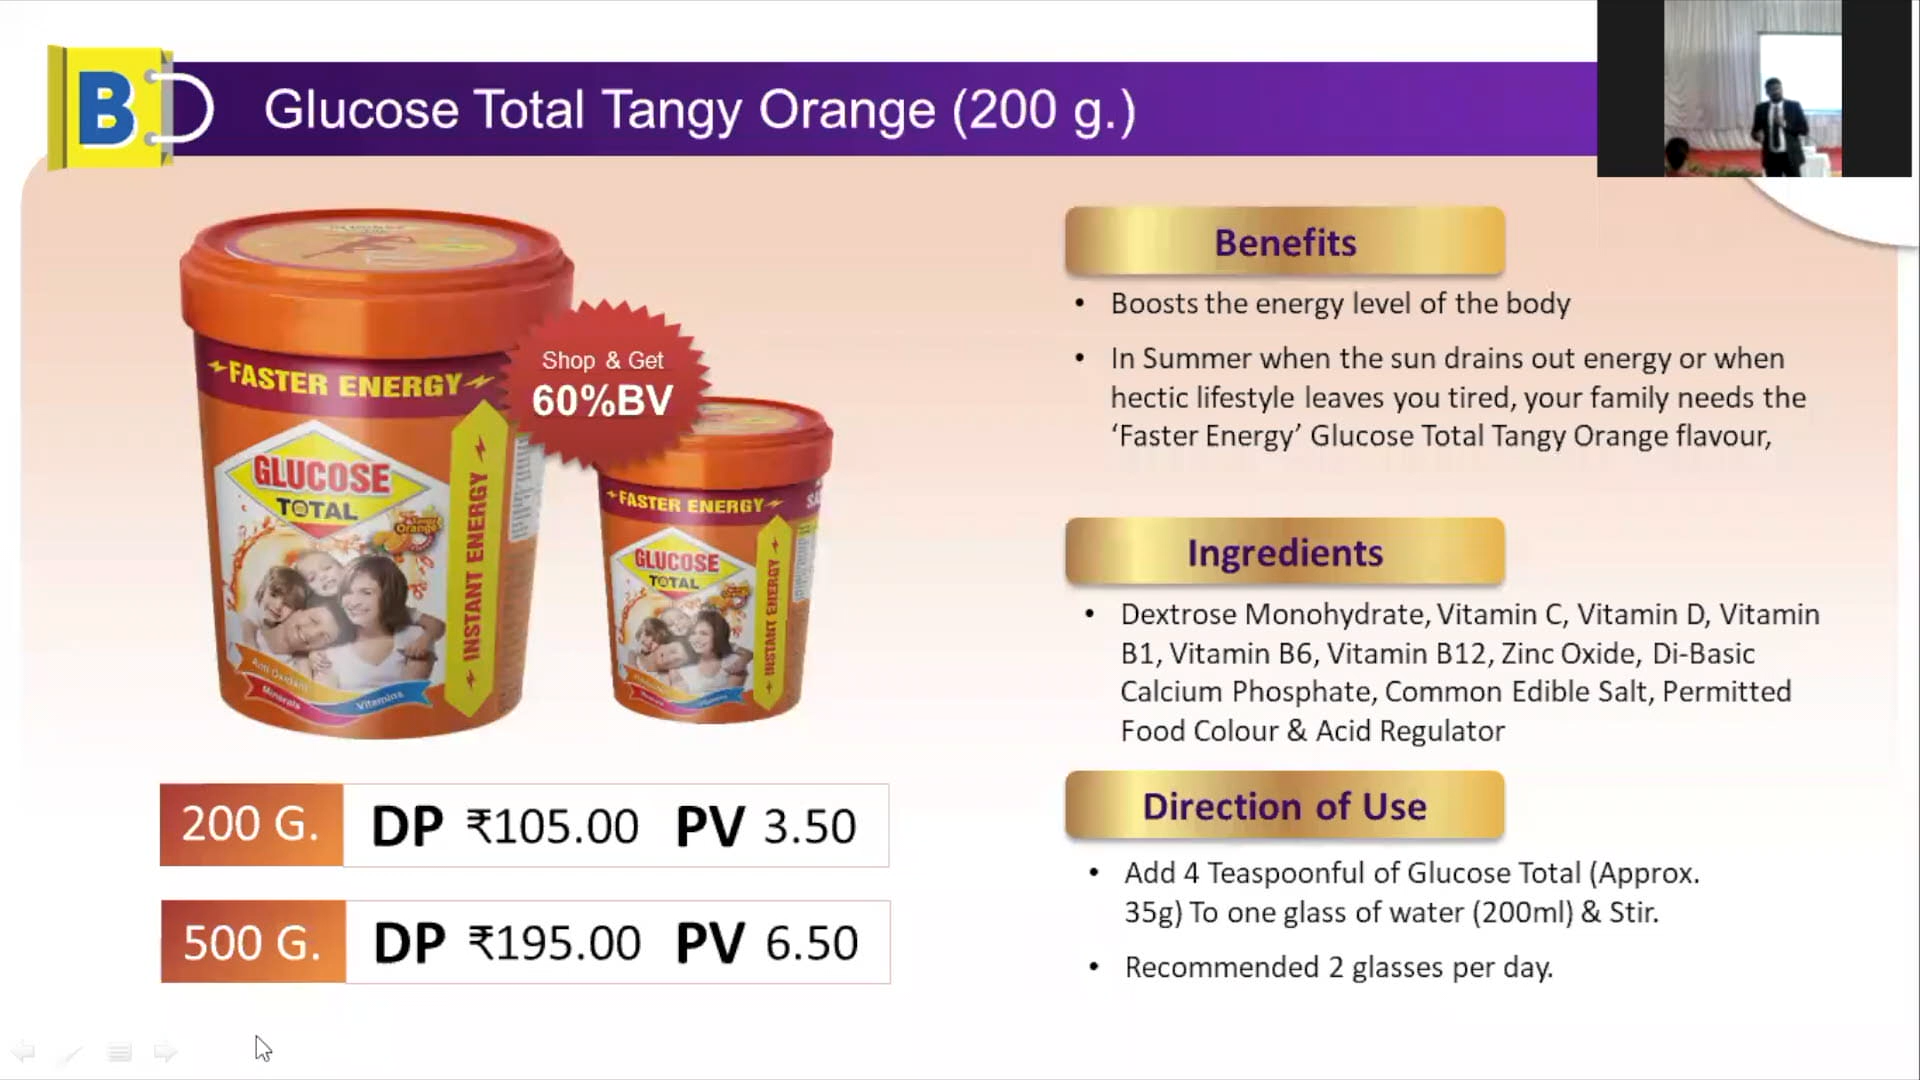 B
Glucose Total Tangy Orange (200 g.)
FASTER ENERGY
GLUCOSE
TOTAL
Tangy
Orange
INSTANT ENERGY
Anti Oxidant
Minerals
Vitamins
Shop & Get
60%BV
FASTER ENERGY
GLUCOSE
TOTAL
INSTANT ENERGY
200 G. DP ₹105.00 PV 3.50
500 G. DP ₹195.00 PV 6.50
Benefits
• Boosts the energy level of the body
• In Summer when the sun drains out energy or when
hectic lifestyle leaves you tired, your family needs the
‘Faster Energy’ Glucose Total Tangy Orange flavour,
Ingredients
• Dextrose Monohydrate, Vitamin C, Vitamin D, Vitamin
B1, Vitamin B6, Vitamin B12, Zinc Oxide, Di-Basic
Calcium Phosphate, Common Edible Salt, Permitted
Food Colour & Acid Regulator
Direction of Use
• Add 4 Teaspoonful of Glucose Total (Approx.
35g) To one glass of water (200ml) & Stir.
• Recommended 2 glasses per day.